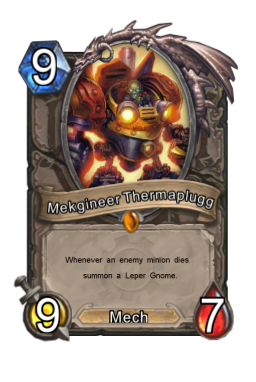 9
Mekgineer Thermaplugg
Whenever an enemy minion dies
summon a Leper Gnome.
9
Mech
7